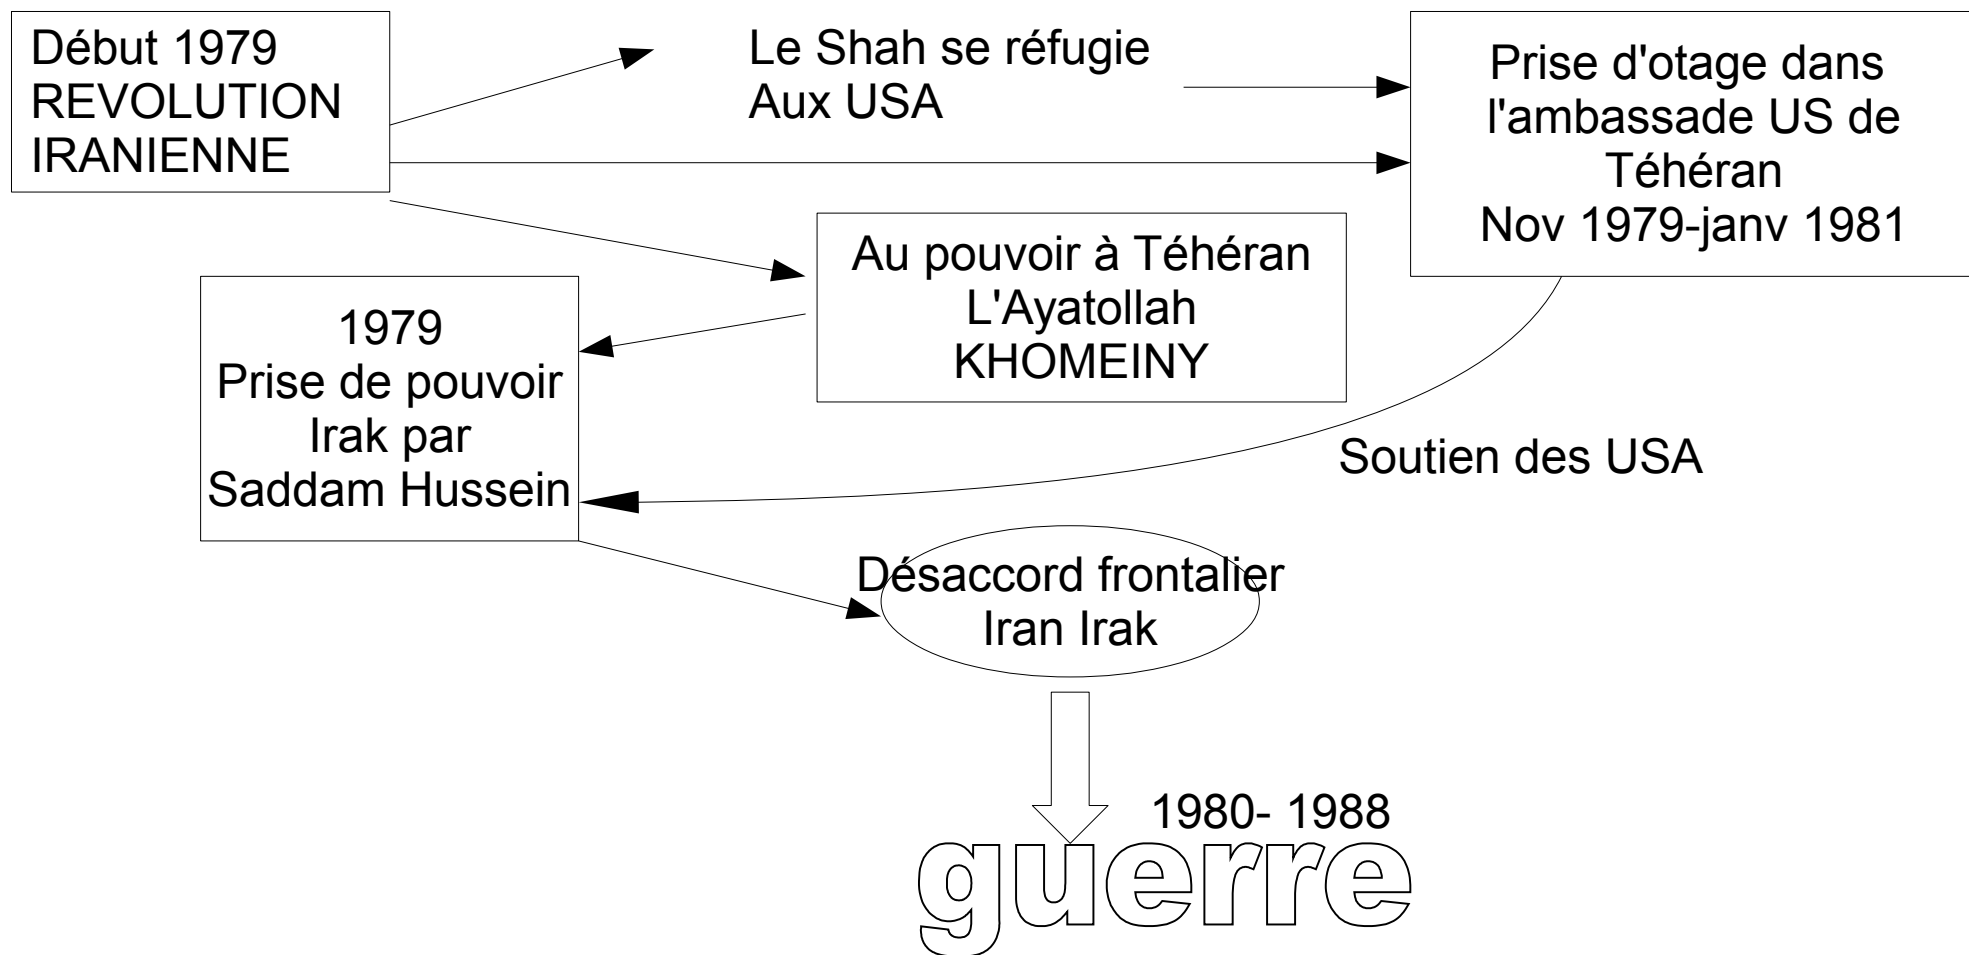 Début 1979
REVOLUTION
IRANIENNE
Le Shah se réfugie
Aux USA
Prise d'otage dans
l'ambassade US de
Téhéran
Nov 1979-janv 1981
Au pouvoir à Téhéran
L'Ayatollah
KHOMEINY
1979
Prise de pouvoir
Irak par
Saddam Hussein
Soutien des USA
Désaccord frontalier
Iran Irak
1980- 1988
guerre